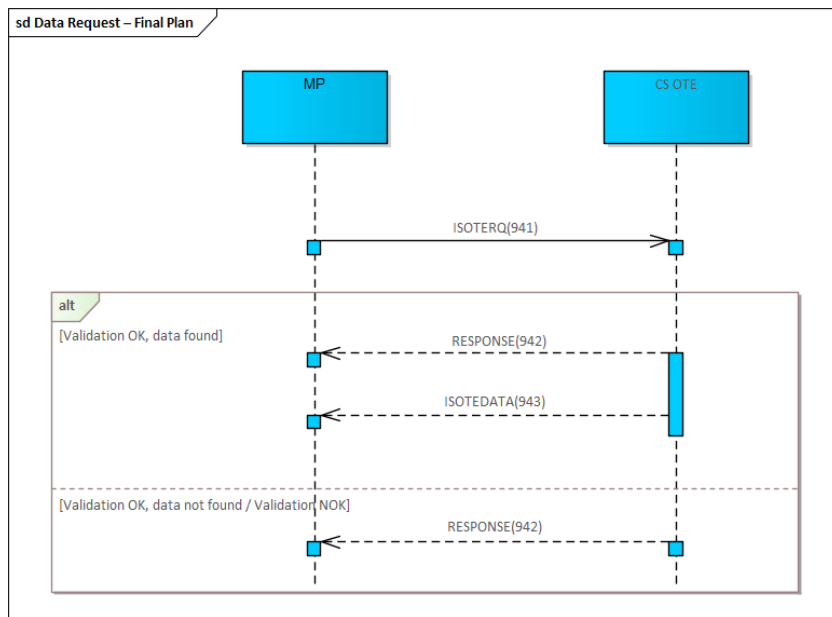 sd Data Request – Final Plan
MP
CS OTE
ISOTERQ(941)
alt
[Validation OK, data found]
RESPONSE(942)
ISOTEDATA(943)
[Validation OK, data not found / Validation NOK]
RESPONSE(942)